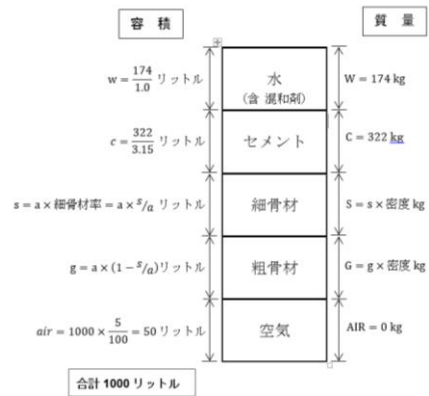 容 積
質 量
w = 174/1.0 リットル
水
(含 混和剤)
W = 174 kg
c = 322/3.15 リットル
セメント
C = 322 kg
s = a × 細骨材率 = a × s/a リットル
細骨材
S = s × 密度 kg
g = a × (1 − s/a)リットル
粗骨材
G = g × 密度 kg
air = 1000 × 5/100 = 50 リットル
空気
AIR = 0 kg
合計 1000 リットル